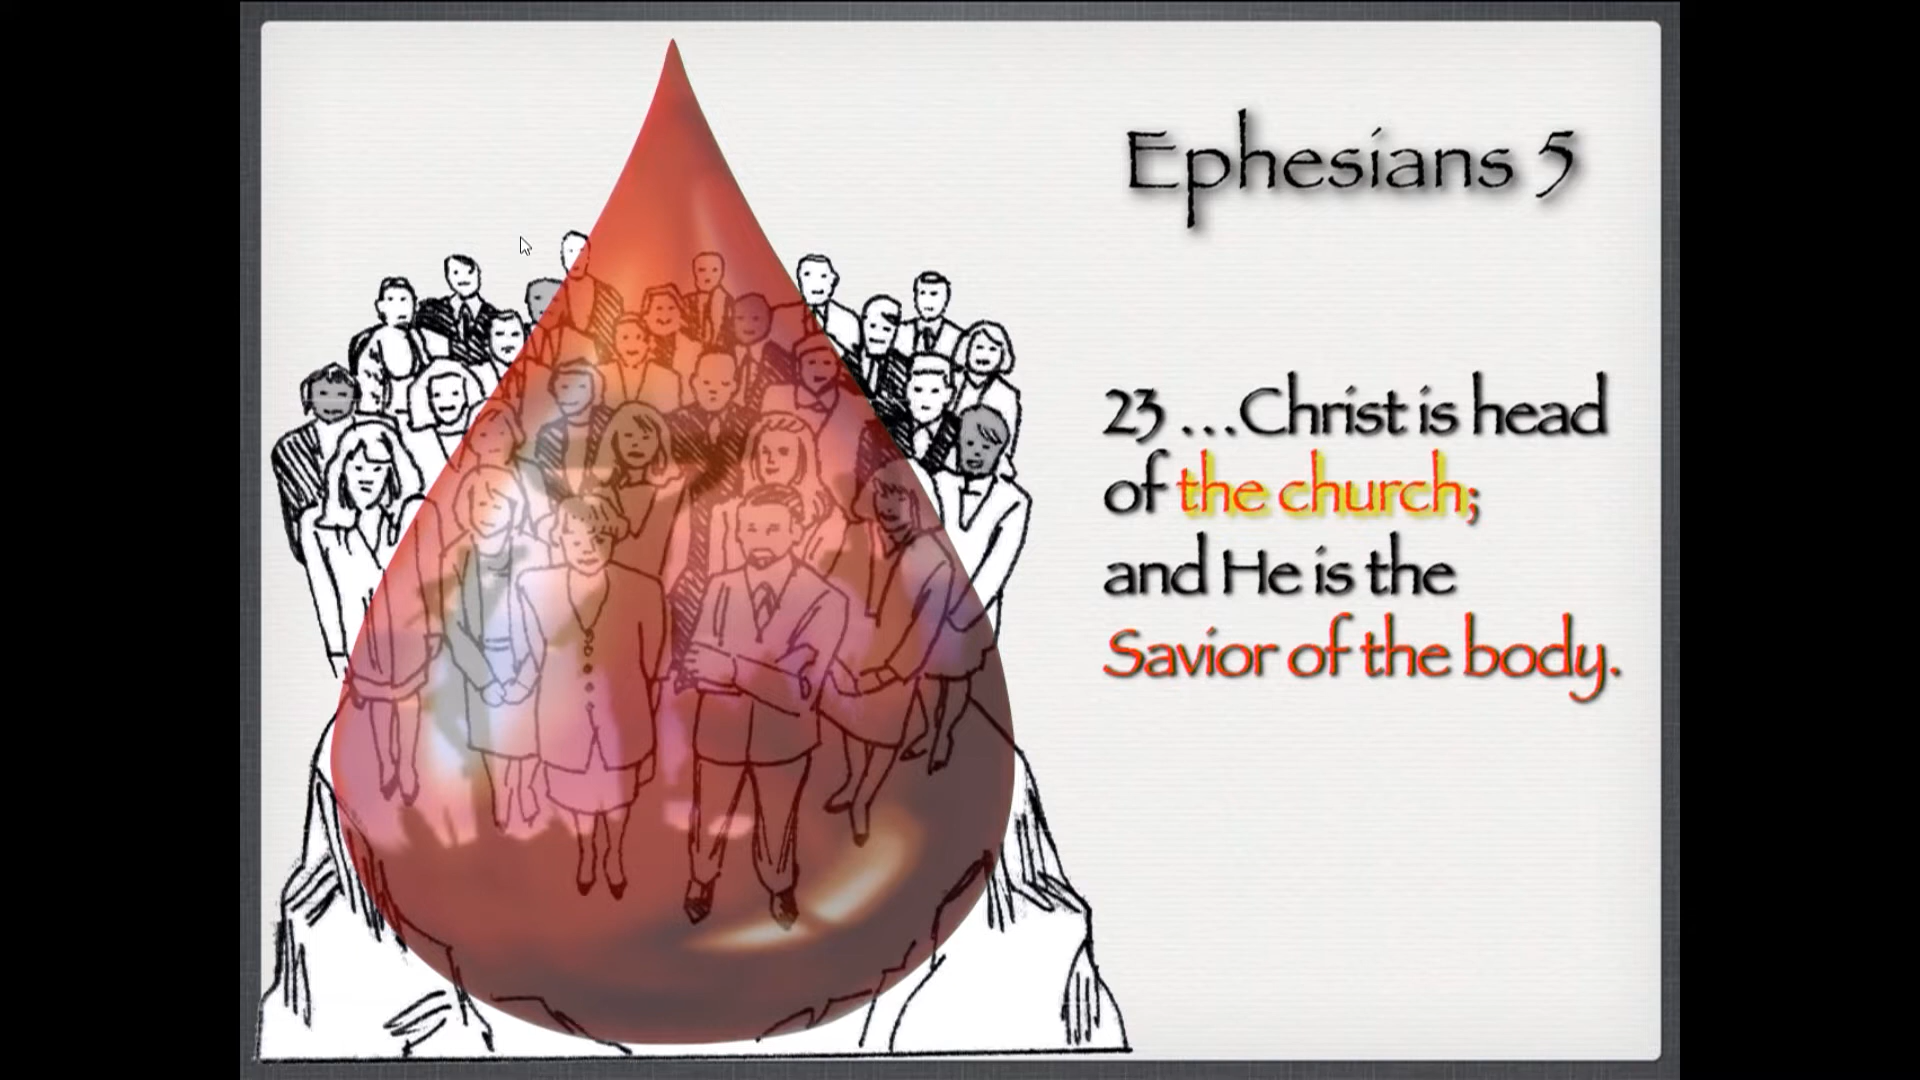 Ephesians 5
23 ...Christ is head
of the church;
and He is the
Savior of the body.